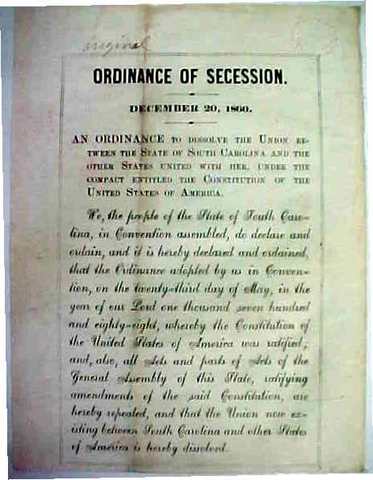 original
ORDINANCE OF SECESSION.
DECEMBER 20, 1860.
AN ORDINANCE TO DISSOLVE THE UNION BE-
TWEEN THE STATE OF SOUTH CAROLINA AND THE
OTHER STATES UNITED WITH HER, UNDER THE
COMPACT ENTITLED THE CONSTITUTION OF THE
UNITED STATES OF AMERICA.
We, the people of the State of South Caro-
lina, in Convention assembled, do declare and
ordain, and it is hereby declared and ordained,
that the Ordinance adopted by us in Conven-
tion, on the twenty-third day of May, in the
year of our Lord one thousand seven hundred
and eighty-eight, whereby the Constitution of
the United States of America was ratified,
and, also, all Acts and parts of Acts of the
General Assembly of this State, ratifying
amendments of the said Constitution, are
hereby repealed, and that the Union now ex-
isting between South Carolina and other States
of America is hereby dissolved.